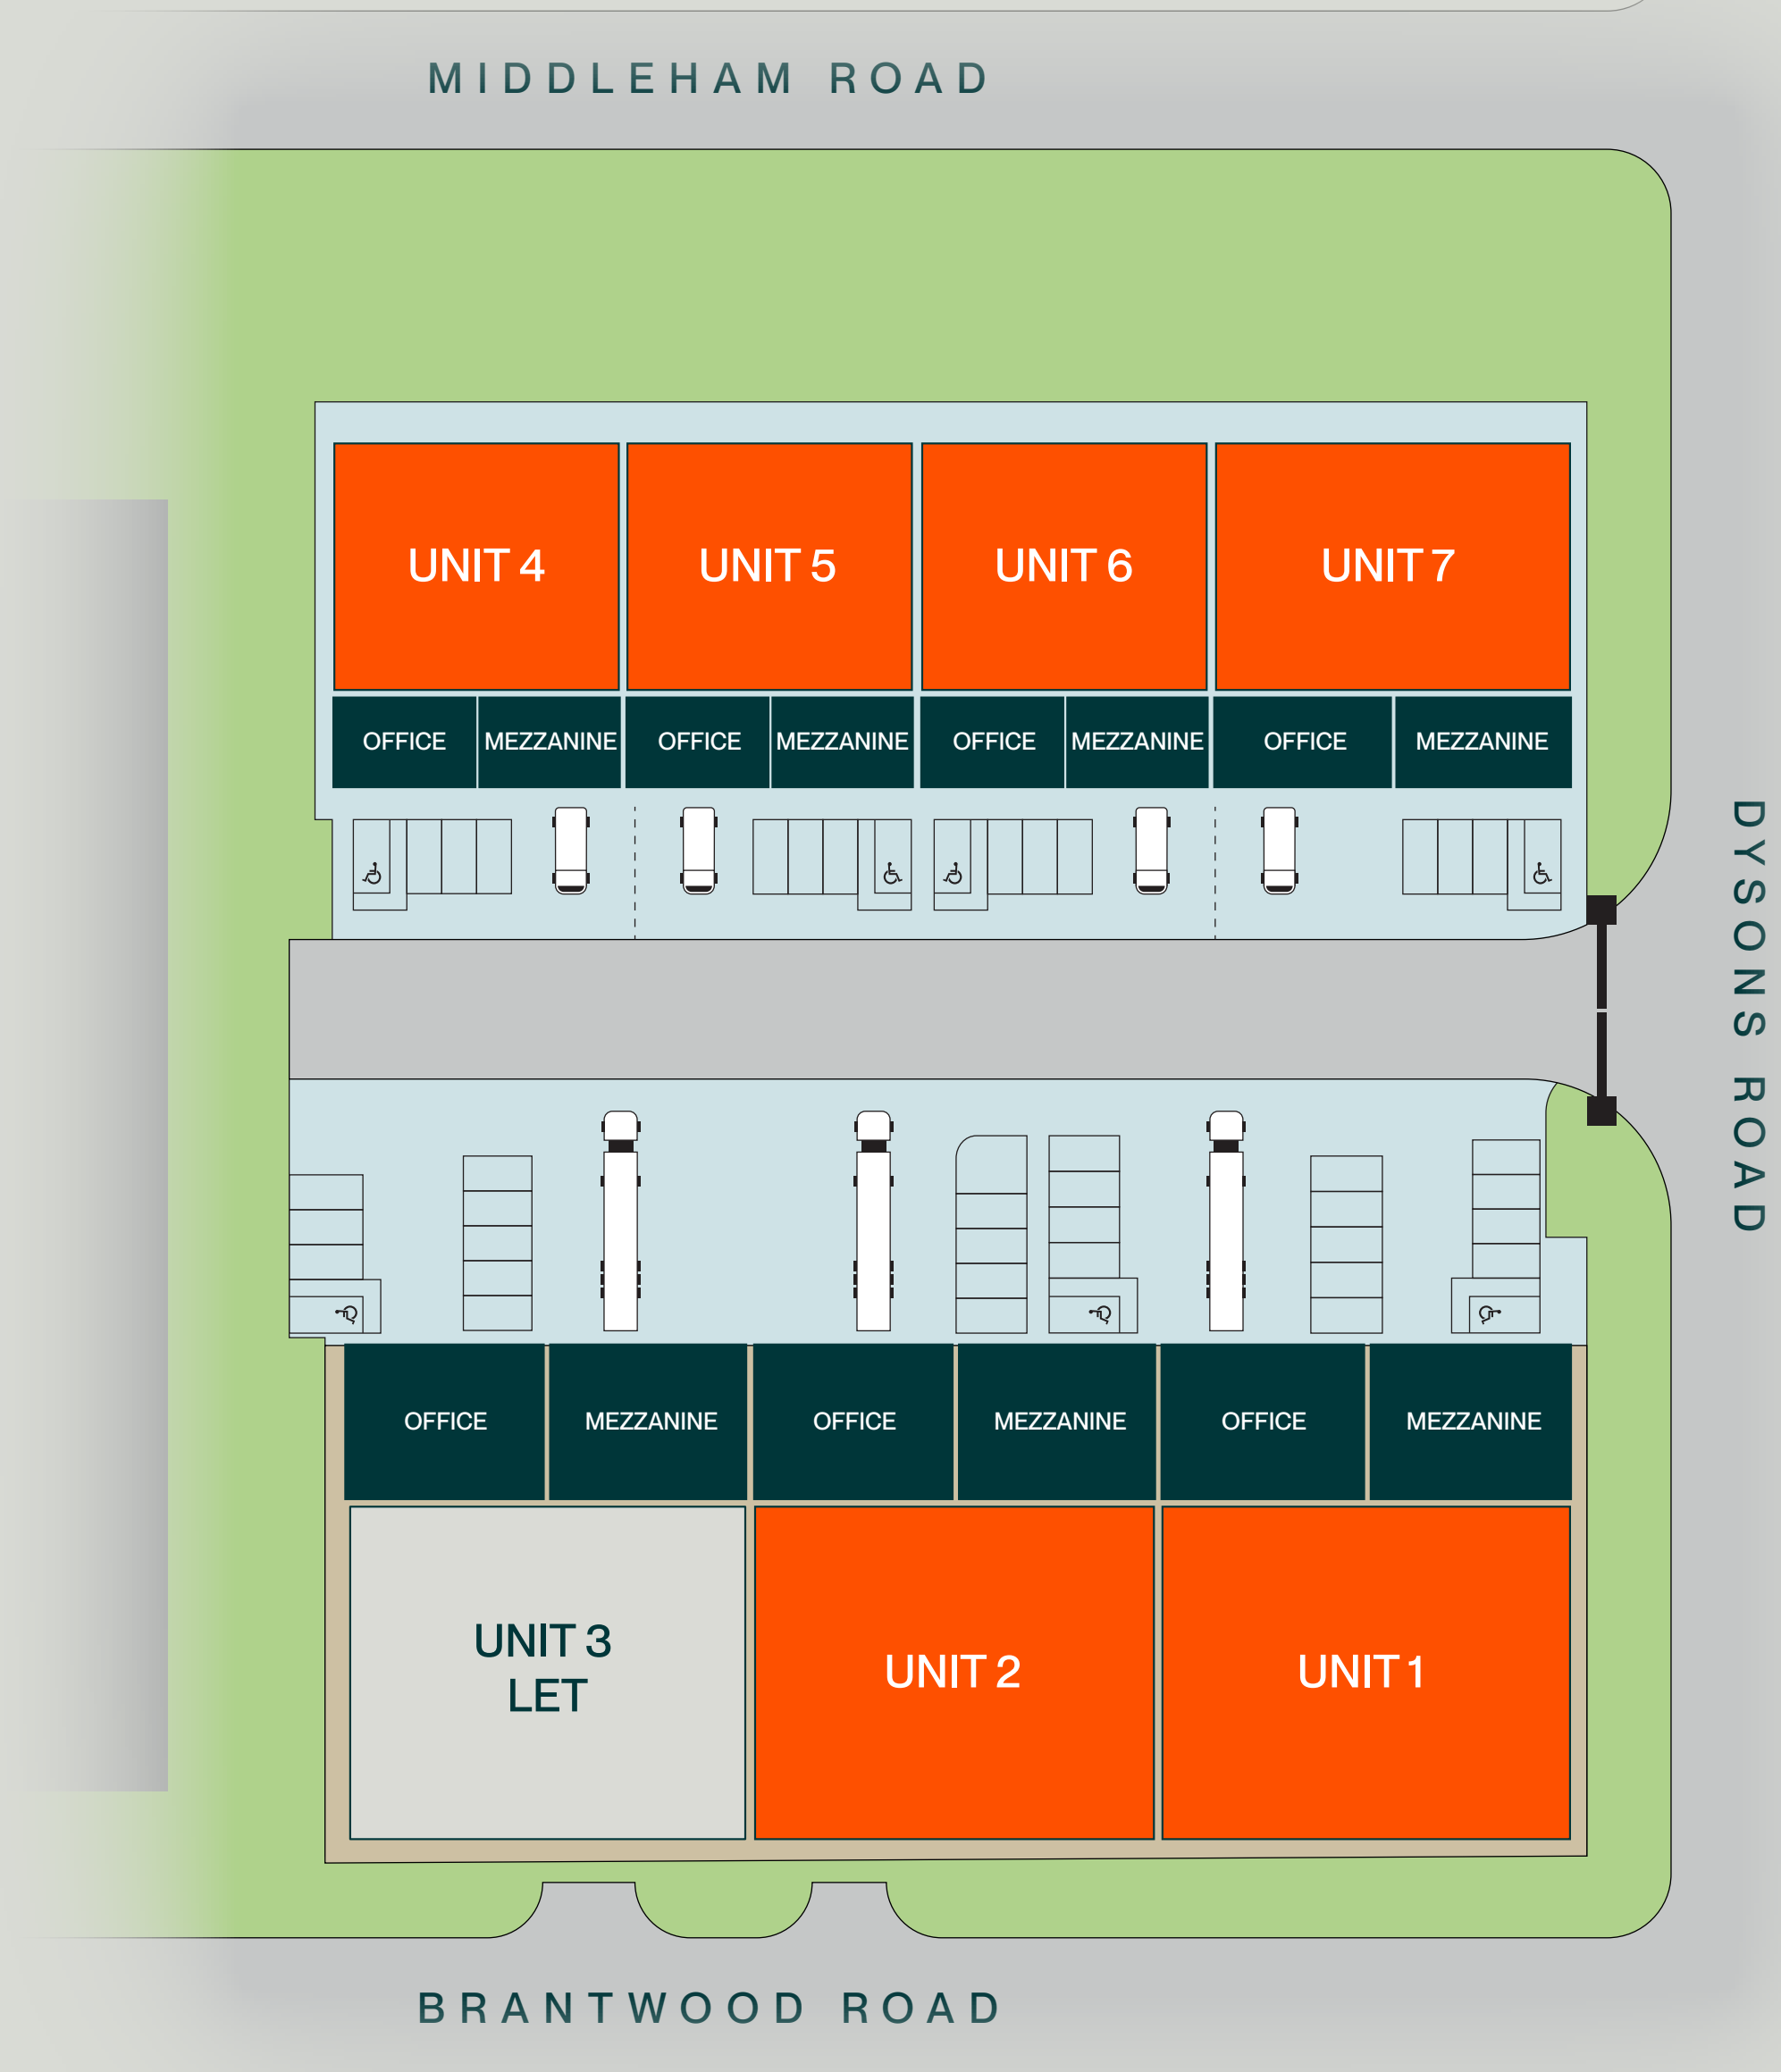 MIDDLEHAM ROAD
UNIT 4
UNIT 5
UNIT 6
UNIT 7
OFFICE
MEZZANINE
OFFICE
MEZZANINE
OFFICE
MEZZANINE
OFFICE
MEZZANINE
DYSONS ROAD
OFFICE
MEZZANINE
OFFICE
MEZZANINE
OFFICE
MEZZANINE
UNIT 3
LET
UNIT 2
UNIT 1
BRANTWOOD ROAD